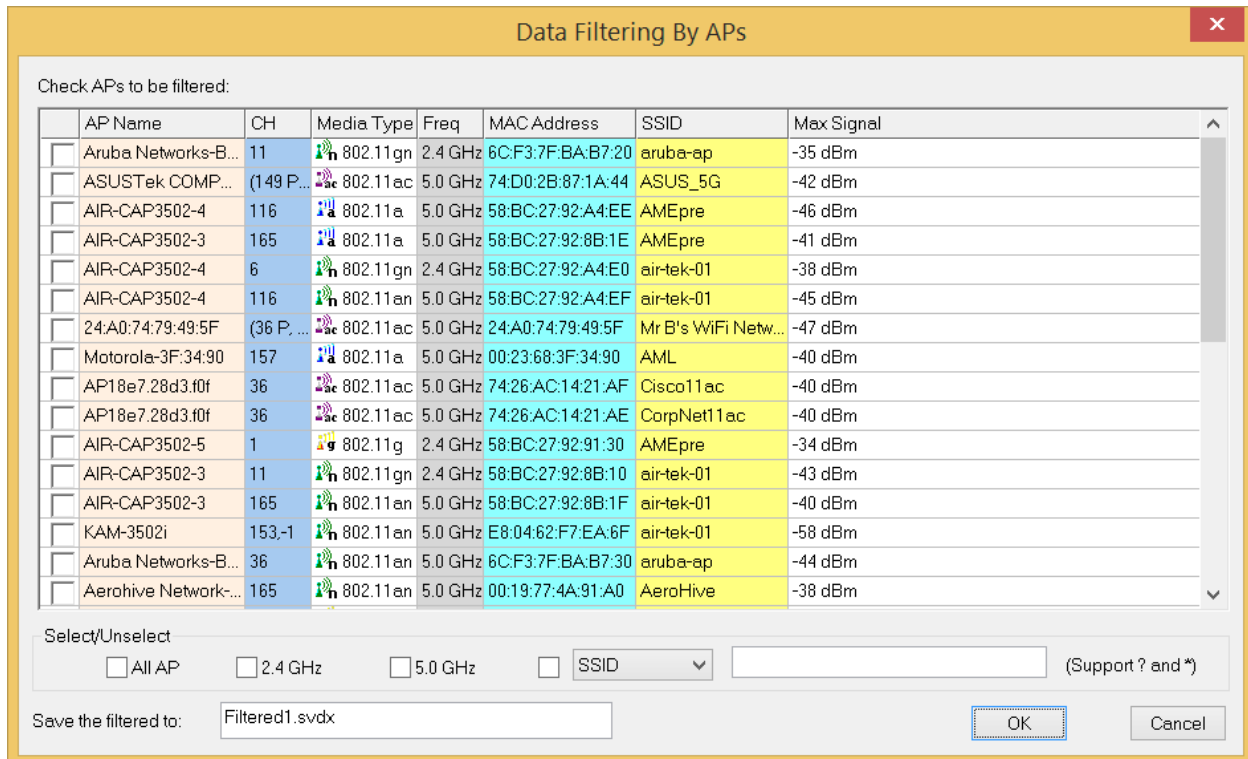 Data Filtering By APs
Check APs to be filtered:
AP Name CH Media Type Freq MAC Address SSID Max Signal
Aruba Networks-B... 11 n 802.11gn 2.4 GHz 6C:F3:7F:BA:B7:20 aruba-ap -35 dBm
ASUSTek COMP... (149 P... ac 802.11ac 5.0 GHz 74:D0:2B:87:1A:44 ASUS_5G -42 dBm
AIR-CAP3502-4 116 a 802.11a 5.0 GHz 58:BC:27:92:A4:EE AMEpre -46 dBm
AIR-CAP3502-3 165 a 802.11a 5.0 GHz 58:BC:27:92:8B:1E AMEpre -41 dBm
AIR-CAP3502-4 6 n 802.11gn 2.4 GHz 58:BC:27:92:A4:E0 air-tek-01 -38 dBm
AIR-CAP3502-4 116 n 802.11an 5.0 GHz 58:BC:27:92:A4:EF air-tek-01 -45 dBm
24:A0:74:79:49:5F (36 P, ... ac 802.11ac 5.0 GHz 24:A0:74:79:49:5F Mr B's WiFi Netw... -47 dBm
Motorola-3F:34:90 157 a 802.11a 5.0 GHz 00:23:68:3F:34:90 AML -40 dBm
AP18e7.28d3.f0f 36 ac 802.11ac 5.0 GHz 74:26:AC:14:21:AF Cisco11ac -40 dBm
AP18e7.28d3.f0f 36 ac 802.11ac 5.0 GHz 74:26:AC:14:21:AE CorpNet11ac -40 dBm
AIR-CAP3502-5 1 g 802.11g 2.4 GHz 58:BC:27:92:91:30 AMEpre -34 dBm
AIR-CAP3502-3 11 n 802.11gn 2.4 GHz 58:BC:27:92:8B:10 air-tek-01 -43 dBm
AIR-CAP3502-3 165 n 802.11an 5.0 GHz 58:BC:27:92:8B:1F air-tek-01 -40 dBm
KAM-3502i 153,-1 n 802.11an 5.0 GHz E8:04:62:F7:EA:6F air-tek-01 -58 dBm
Aruba Networks-B... 36 n 802.11an 5.0 GHz 6C:F3:7F:BA:B7:30 aruba-ap -44 dBm
Aerohive Network-... 165 n 802.11an 5.0 GHz 00:19:77:4A:91:A0 AeroHive -38 dBm
Select/Unselect
All AP 2.4 GHz 5.0 GHz SSID (Support ? and *)
Save the filtered to: Filtered1.svdx OK Cancel